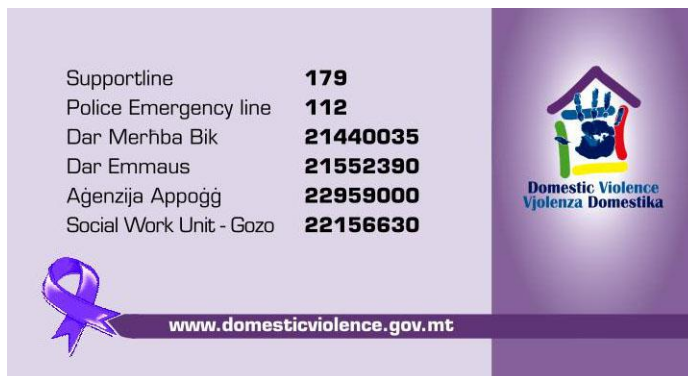 Supportline 179
Police Emergency line 112
Dar Merħba Bik 21440035
Dar Emmaus 21552390
Aġenzija Appoġġ 22959000
Social Work Unit - Gozo 22156630
Domestic Violence
Vjolenza Domestika
www.domesticviolence.gov.mt